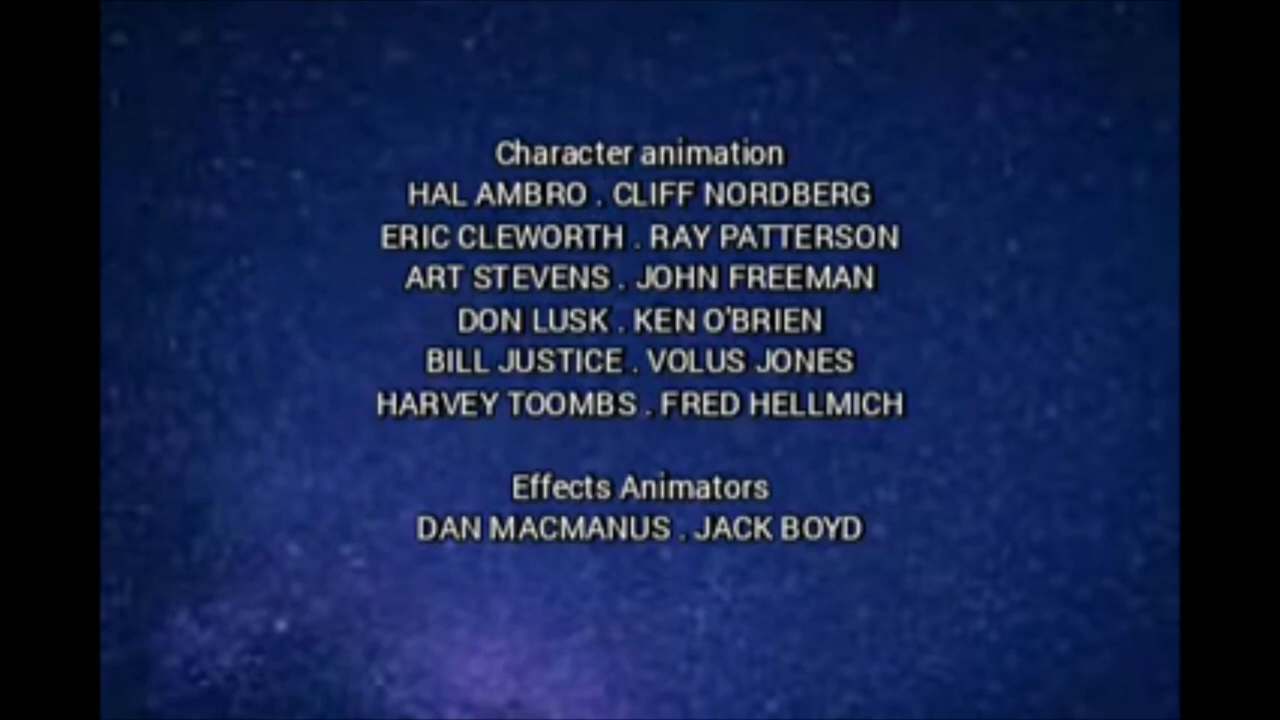 Character animation
HAL AMBRO . CLIFF NORDBERG
ERIC CLEWORTH . RAY PATTERSON
ART STEVENS . JOHN FREEMAN
DON LUSK . KEN O'BRIEN
BILL JUSTICE . VOLUS JONES
HARVEY TOOMBS . FRED HELLMICH
Effects Animators
DAN MACMANUS . JACK BOYD